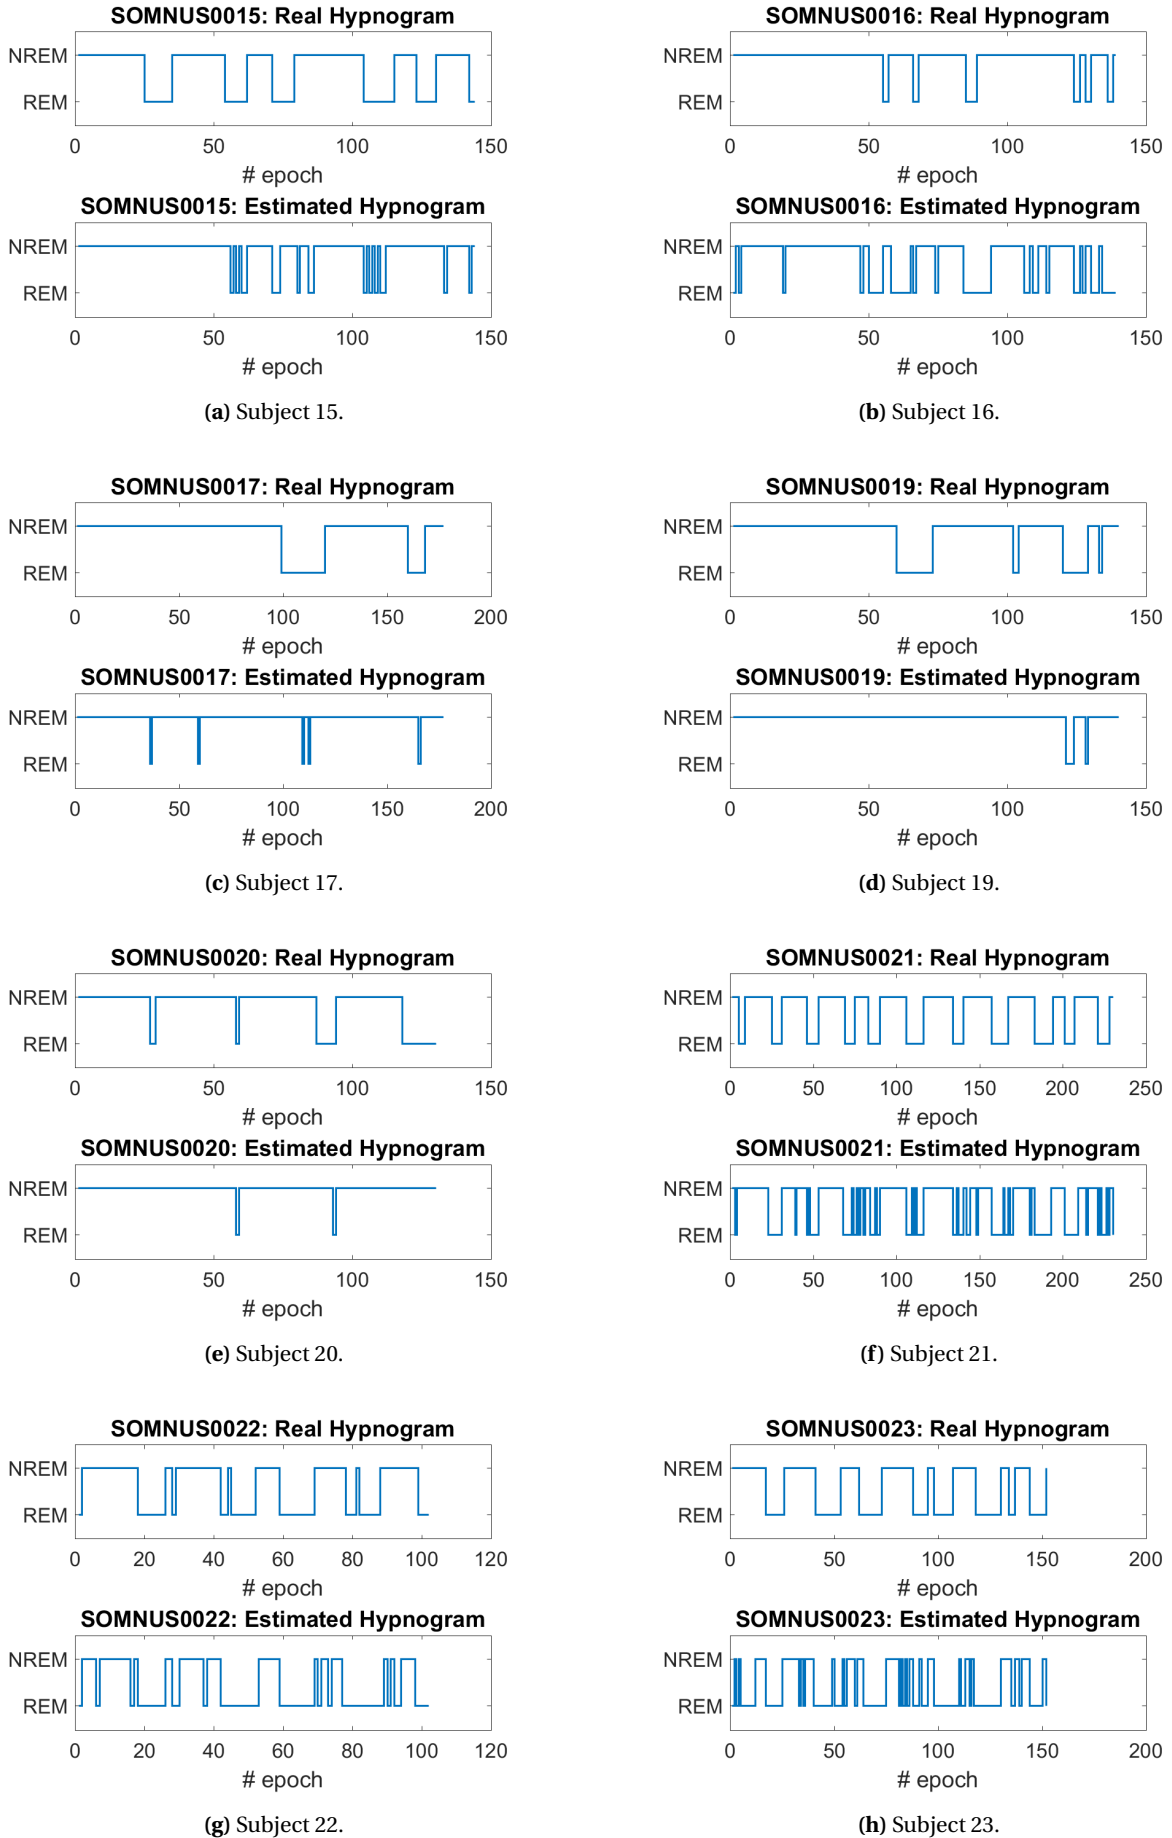 SOMNUS0015: Real Hypnogram
NREM
REM
0 50 100 150
# epoch
SOMNUS0015: Estimated Hypnogram
NREM
REM
0 50 100 150
# epoch
(a) Subject 15.
SOMNUS0016: Real Hypnogram
NREM
REM
0 50 100 150
# epoch
SOMNUS0016: Estimated Hypnogram
NREM
REM
0 50 100 150
# epoch
(b) Subject 16.
SOMNUS0017: Real Hypnogram
NREM
REM
0 50 100 150 200
# epoch
SOMNUS0017: Estimated Hypnogram
NREM
REM
0 50 100 150 200
# epoch
(c) Subject 17.
SOMNUS0019: Real Hypnogram
NREM
REM
0 50 100 150
# epoch
SOMNUS0019: Estimated Hypnogram
NREM
REM
0 50 100 150
# epoch
(d) Subject 19.
SOMNUS0020: Real Hypnogram
NREM
REM
0 50 100 150
# epoch
SOMNUS0020: Estimated Hypnogram
NREM
REM
0 50 100 150
# epoch
(e) Subject 20.
SOMNUS0021: Real Hypnogram
NREM
REM
0 50 100 150 200 250
# epoch
SOMNUS0021: Estimated Hypnogram
NREM
REM
0 50 100 150 200 250
# epoch
(f) Subject 21.
SOMNUS0022: Real Hypnogram
NREM
REM
0 20 40 60 80 100 120
# epoch
SOMNUS0022: Estimated Hypnogram
NREM
REM
0 20 40 60 80 100 120
# epoch
(g) Subject 22.
SOMNUS0023: Real Hypnogram
NREM
REM
0 50 100 150 200
# epoch
SOMNUS0023: Estimated Hypnogram
NREM
REM
0 50 100 150 200
# epoch
(h) Subject 23.